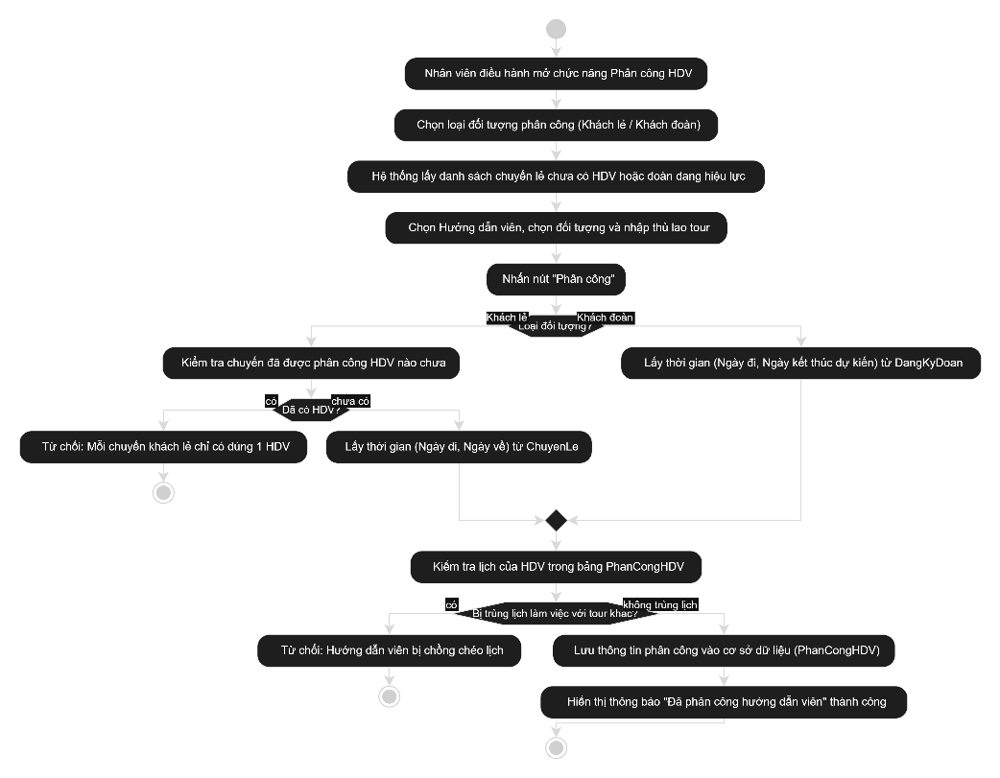 Nhân viên điều hành mở chức năng Phân công HDV
Chọn loại đối tượng phân công (Khách lẻ / Khách đoàn)
Hệ thống lấy danh sách chuyến lẻ chưa có HDV hoặc đoàn đang hiệu lực
Chọn Hướng dẫn viên, chọn đối tượng và nhập thù lao tour
Nhấn nút "Phân công"
Khách lẻ
Loại đối tượng?
Khách đoàn
Kiểm tra chuyến đã được phân công HDV nào chưa
Lấy thời gian (Ngày đi, Ngày kết thúc dự kiến) từ DangKyDoan
có
Đã có HDV?
chưa có
Từ chối: Mỗi chuyến khách lẻ chỉ có đúng 1 HDV
Lấy thời gian (Ngày đi, Ngày về) từ ChuyenLe
Kiểm tra lịch của HDV trong bảng PhanCongHDV
có
Bị trùng lịch làm việc với tour khác?
không trùng lịch
Từ chối: Hướng dẫn viên bị chồng chéo lịch
Lưu thông tin phân công vào cơ sở dữ liệu (PhanCongHDV)
Hiển thị thông báo "Đã phân công hướng dẫn viên" thành công